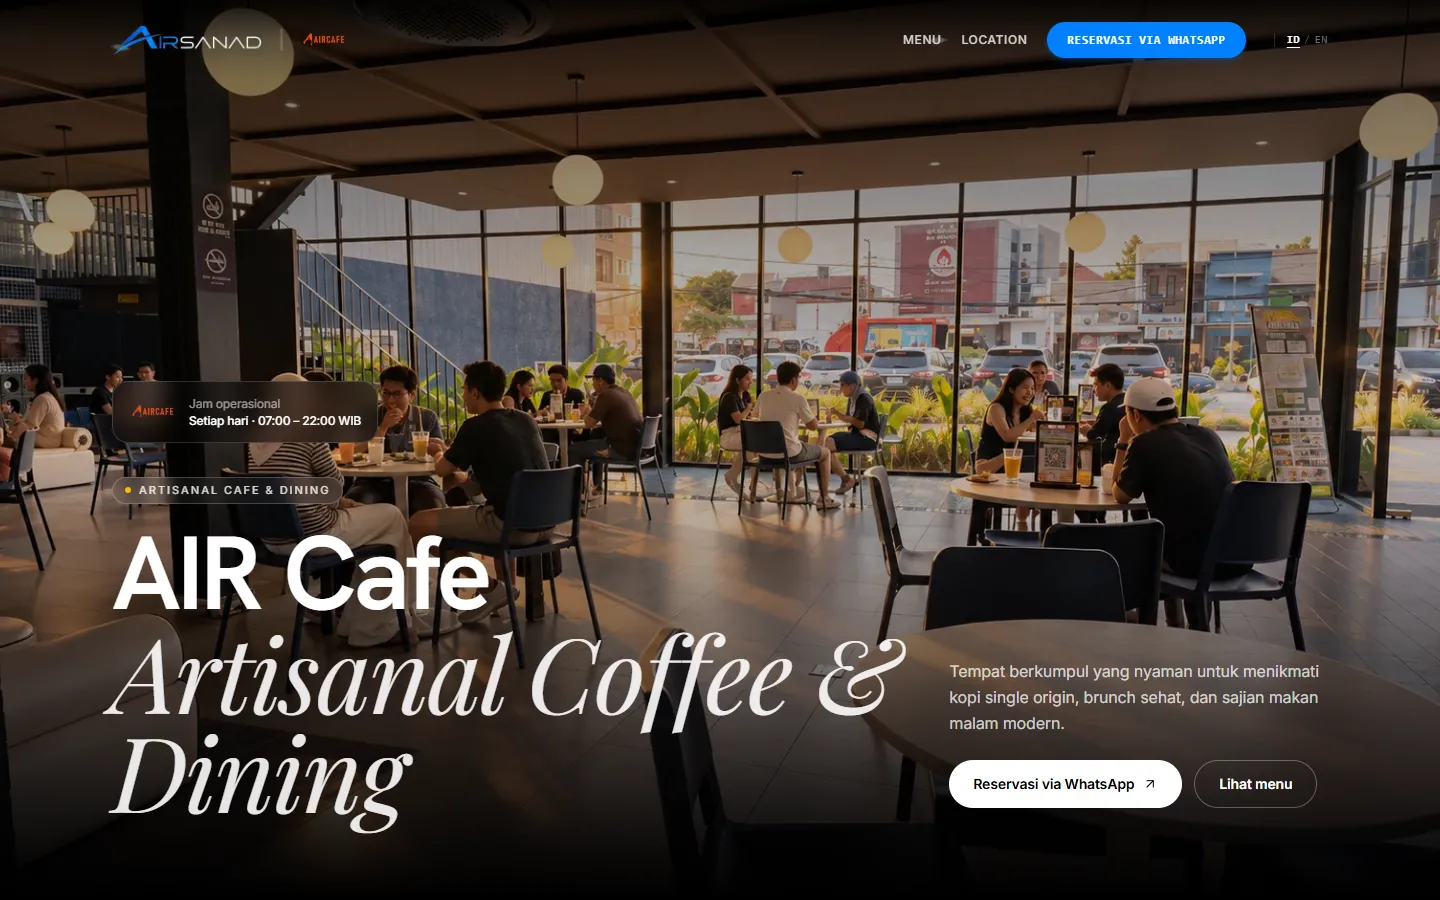 AIRSANAD
AIRCAFE
MENU
LOCATION
RESERVASI VIA WHATSAPP
ID / EN
AIRCAFE
Jam operasional
Setiap hari · 07:00 – 22:00 WIB
ARTISANAL CAFE & DINING
AIR Cafe
Artisanal Coffee &
Dining
Tempat berkumpul yang nyaman untuk menikmati
kopi single origin, brunch sehat, dan sajian makan
malam modern.
Reservasi via WhatsApp
Lihat menu